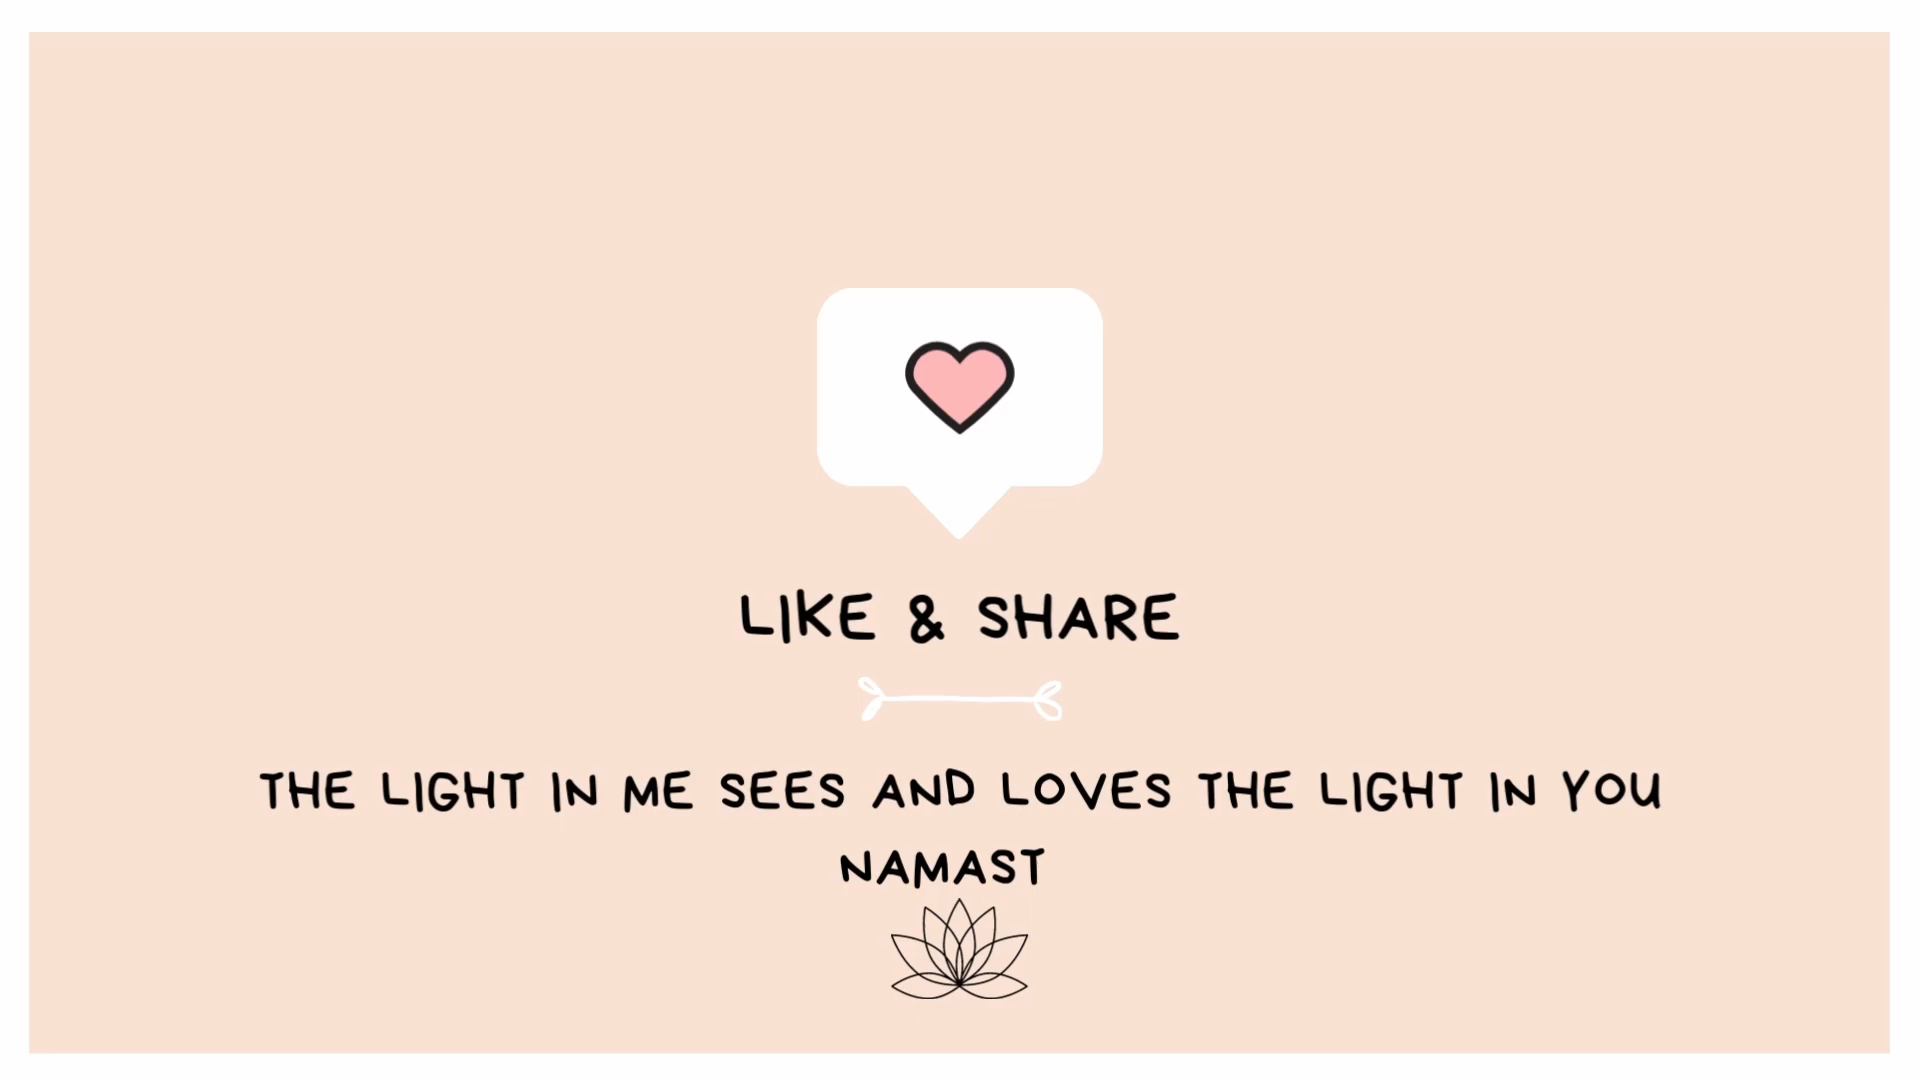 LIKE & SHARE
THE LIGHT IN ME SEES AND LOVES THE LIGHT IN YOU
NAMAST